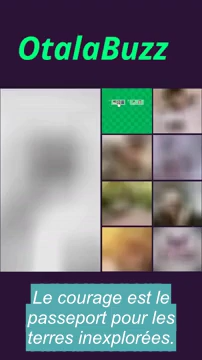 OtalaBuzz
Le courage est le
passeport pour les
terres inexplorées.